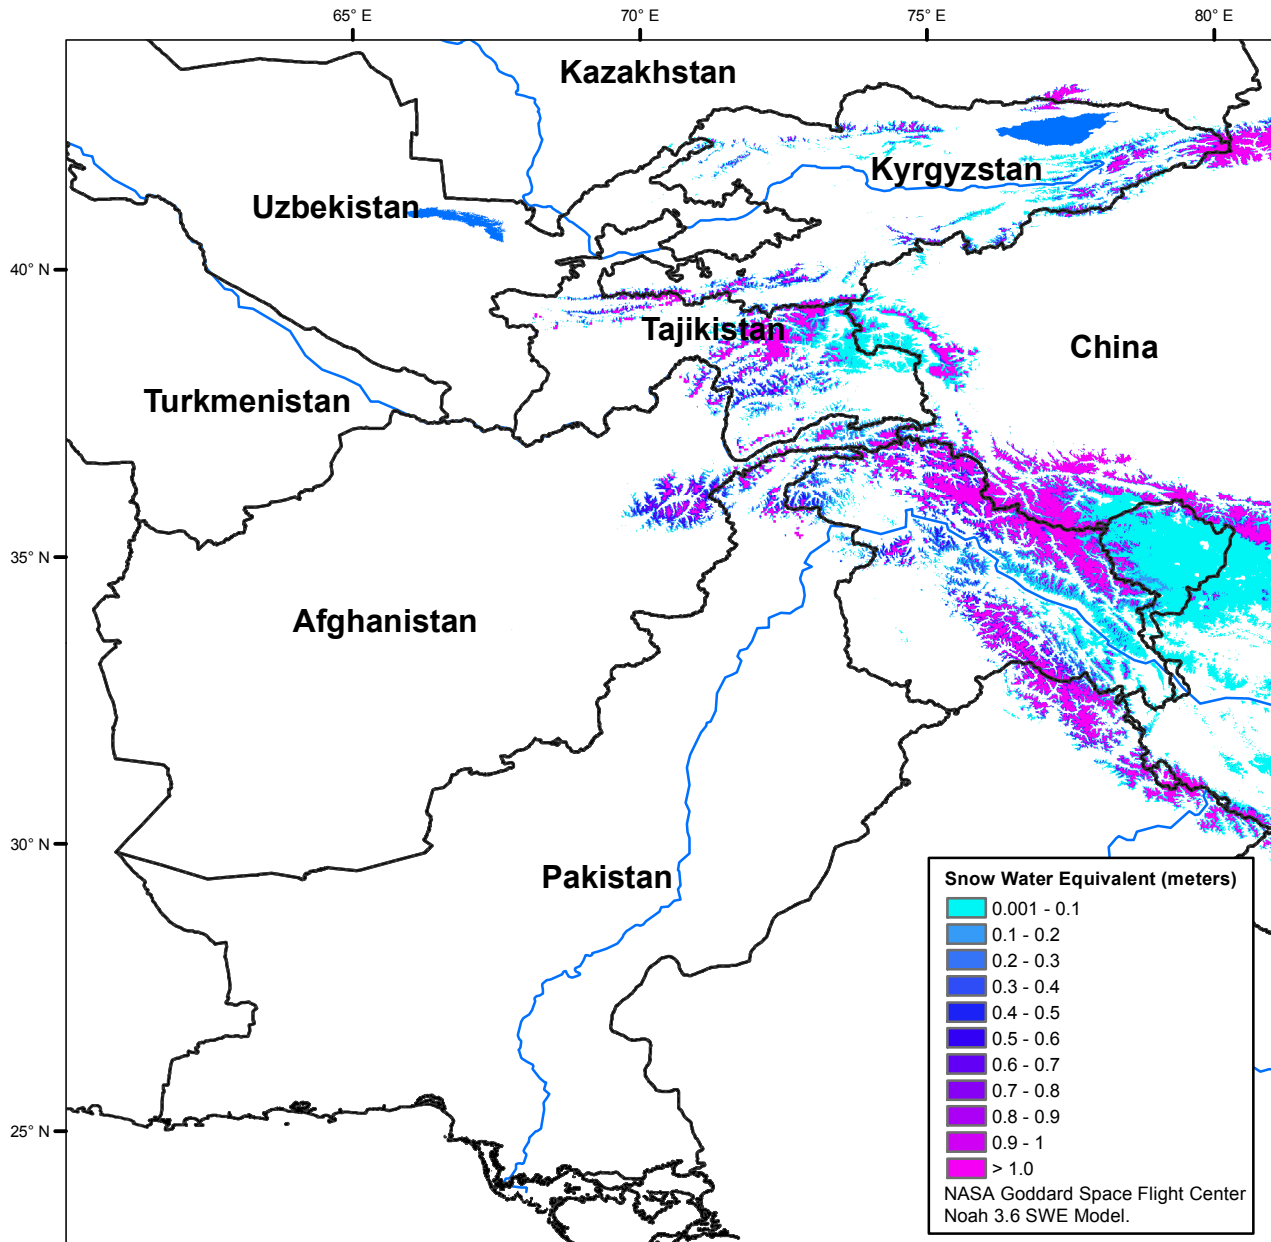 65° E
70° E
75° E
80° E
Kazakhstan
Kyrgyzstan
Uzbekistan
40° N
Tajikistan
China
Turkmenistan
35° N
Afghanistan
30° N
Pakistan
25° N
Snow Water Equivalent (meters)
0.001 - 0.1
0.1 - 0.2
0.2 - 0.3
0.3 - 0.4
0.4 - 0.5
0.5 - 0.6
0.6 - 0.7
0.7 - 0.8
0.8 - 0.9
0.9 - 1
> 1.0
NASA Goddard Space Flight Center
Noah 3.6 SWE Model.